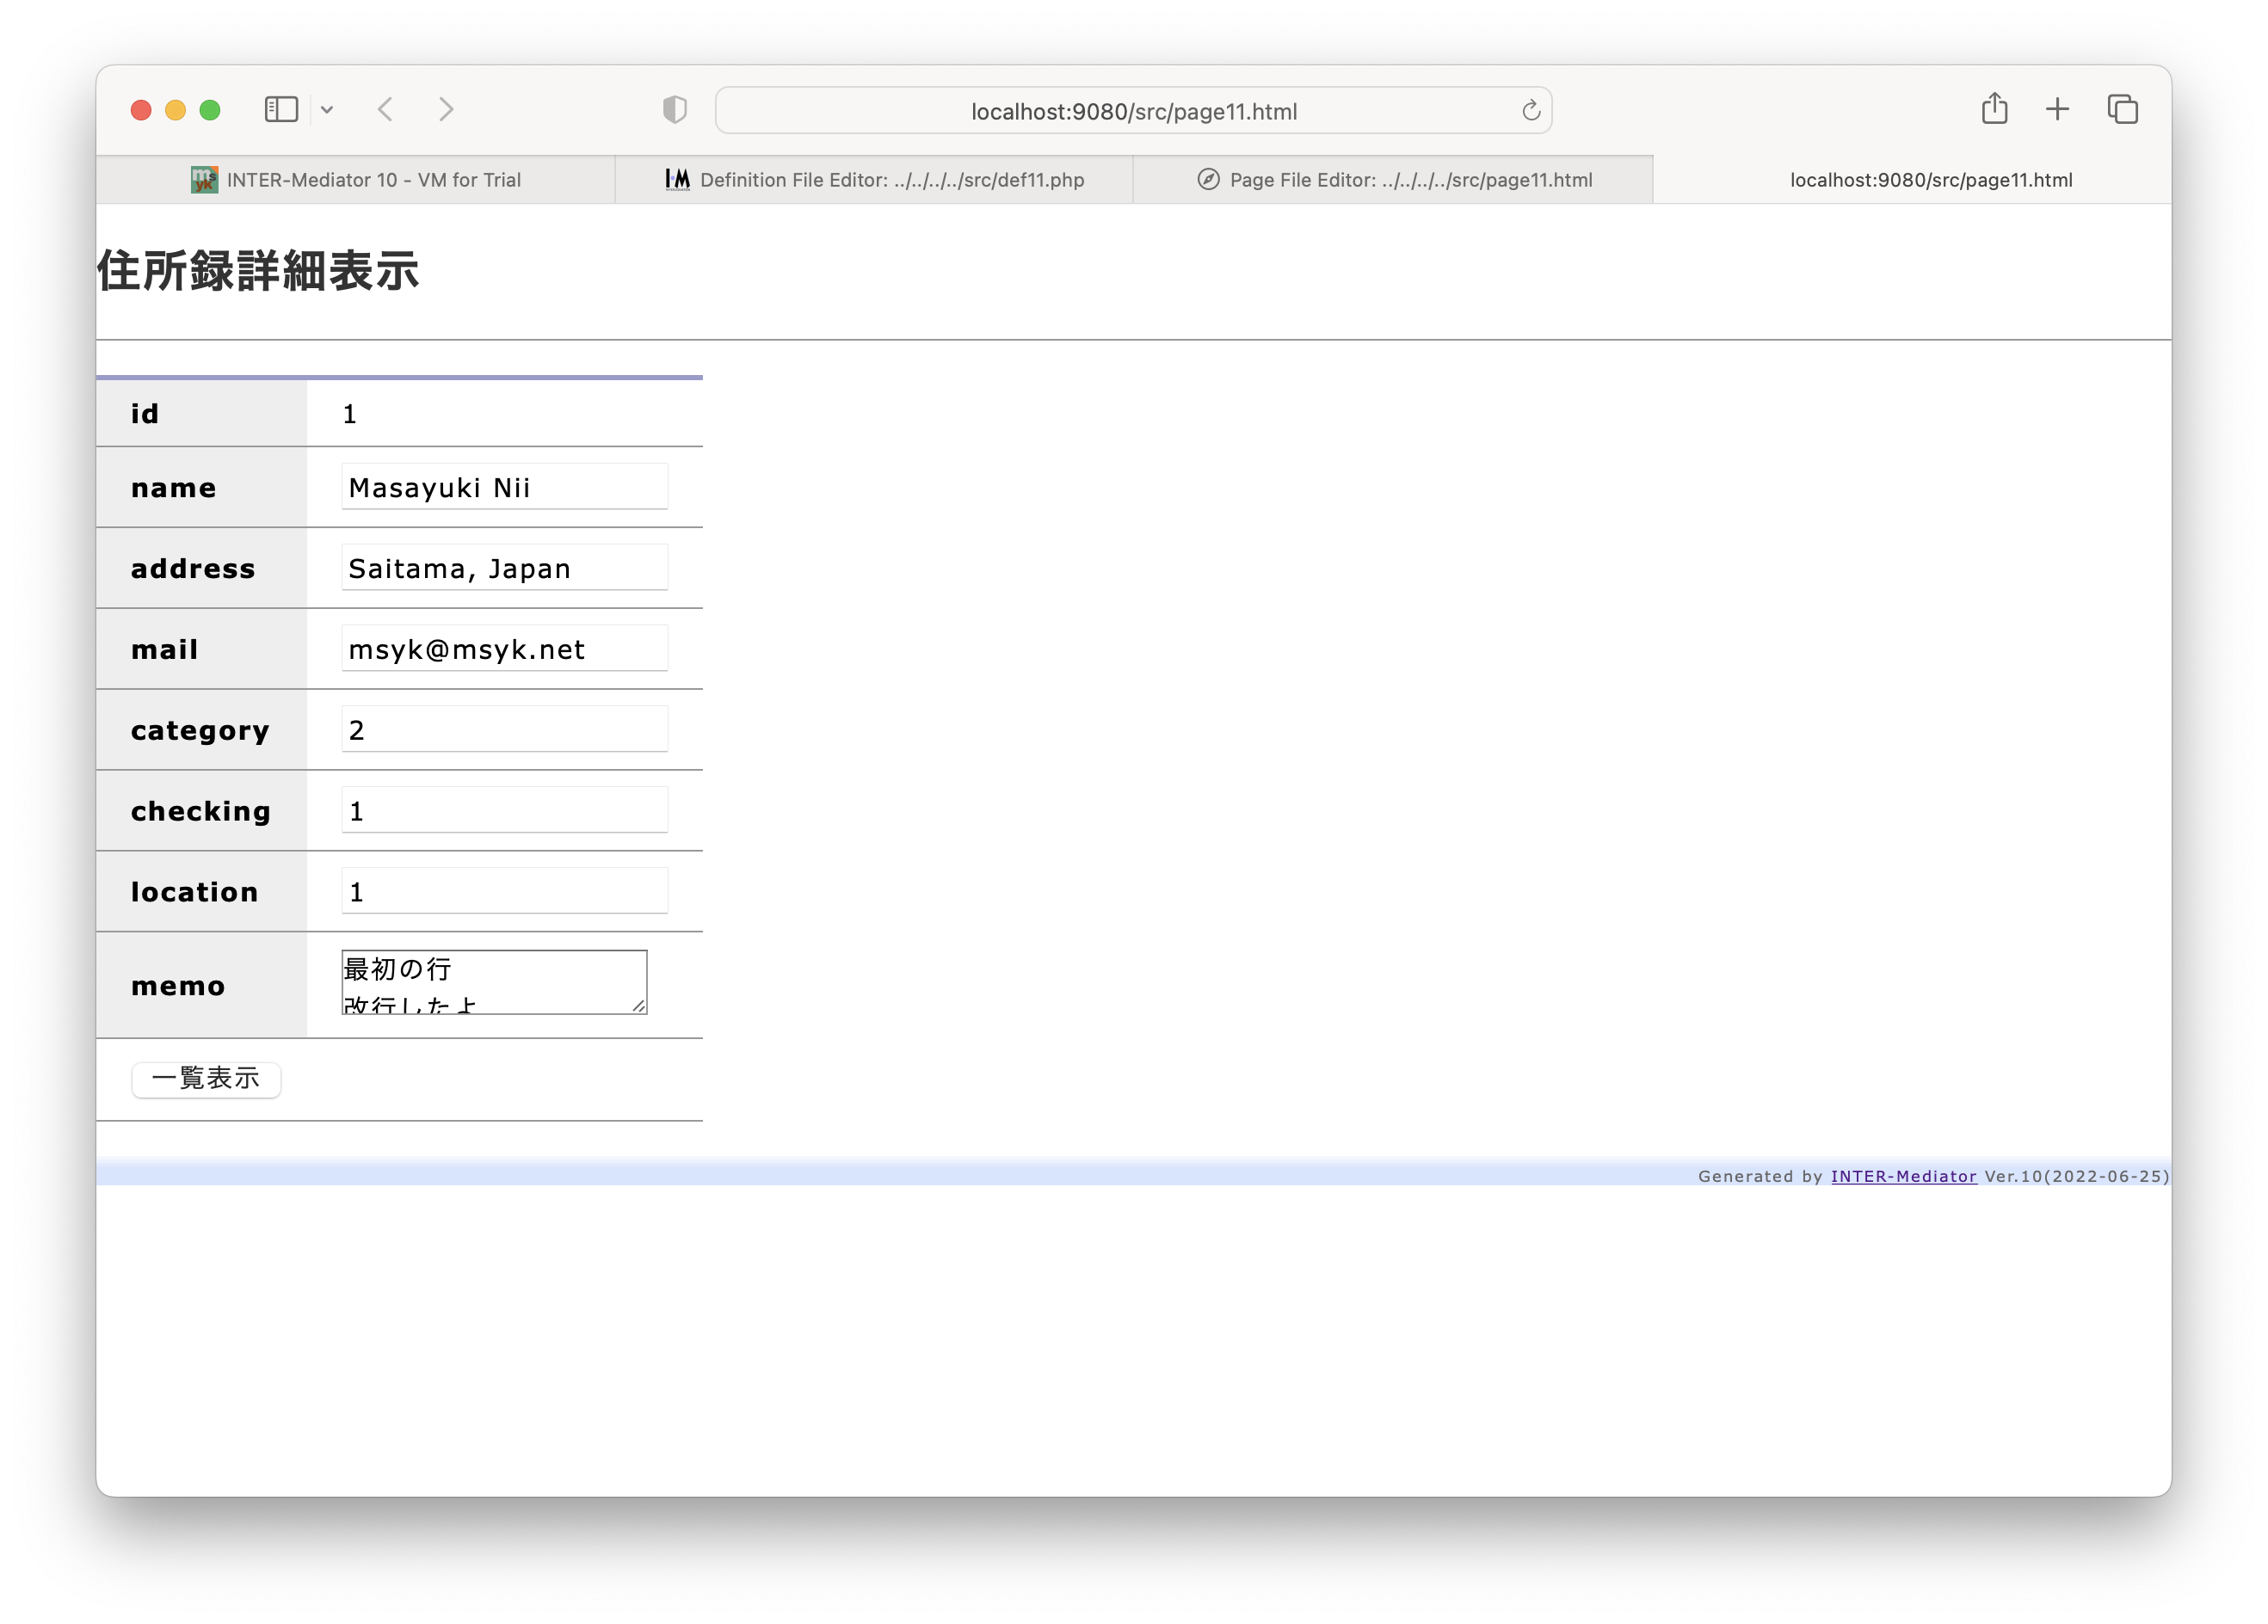 localhost:9080/src/page11.html
INTER-Mediator 10 - VM for Trial
Definition File Editor: ../../../../src/def11.php
Page File Editor: ../../../../src/page11.html
localhost:9080/src/page11.html
住所録詳細表示
id 1
name Masayuki Nii
address Saitama, Japan
mail msyk@msyk.net
category 2
checking 1
location 1
memo 最初の行
改行したよ
一覧表示
Generated by INTER-Mediator Ver.10(2022-06-25)